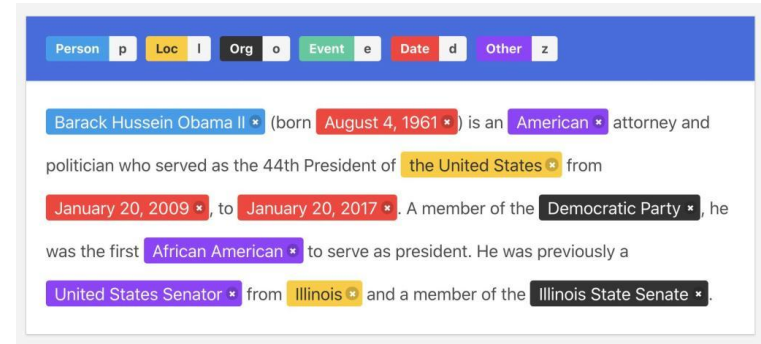 Person p Loc l Org o Event e Date d Other z
Barack Hussein Obama II (born August 4, 1961) is an American attorney and
politician who served as the 44th President of the United States from
January 20, 2009, to January 20, 2017. A member of the Democratic Party, he
was the first African American to serve as president. He was previously a
United States Senator from Illinois and a member of the Illinois State Senate.